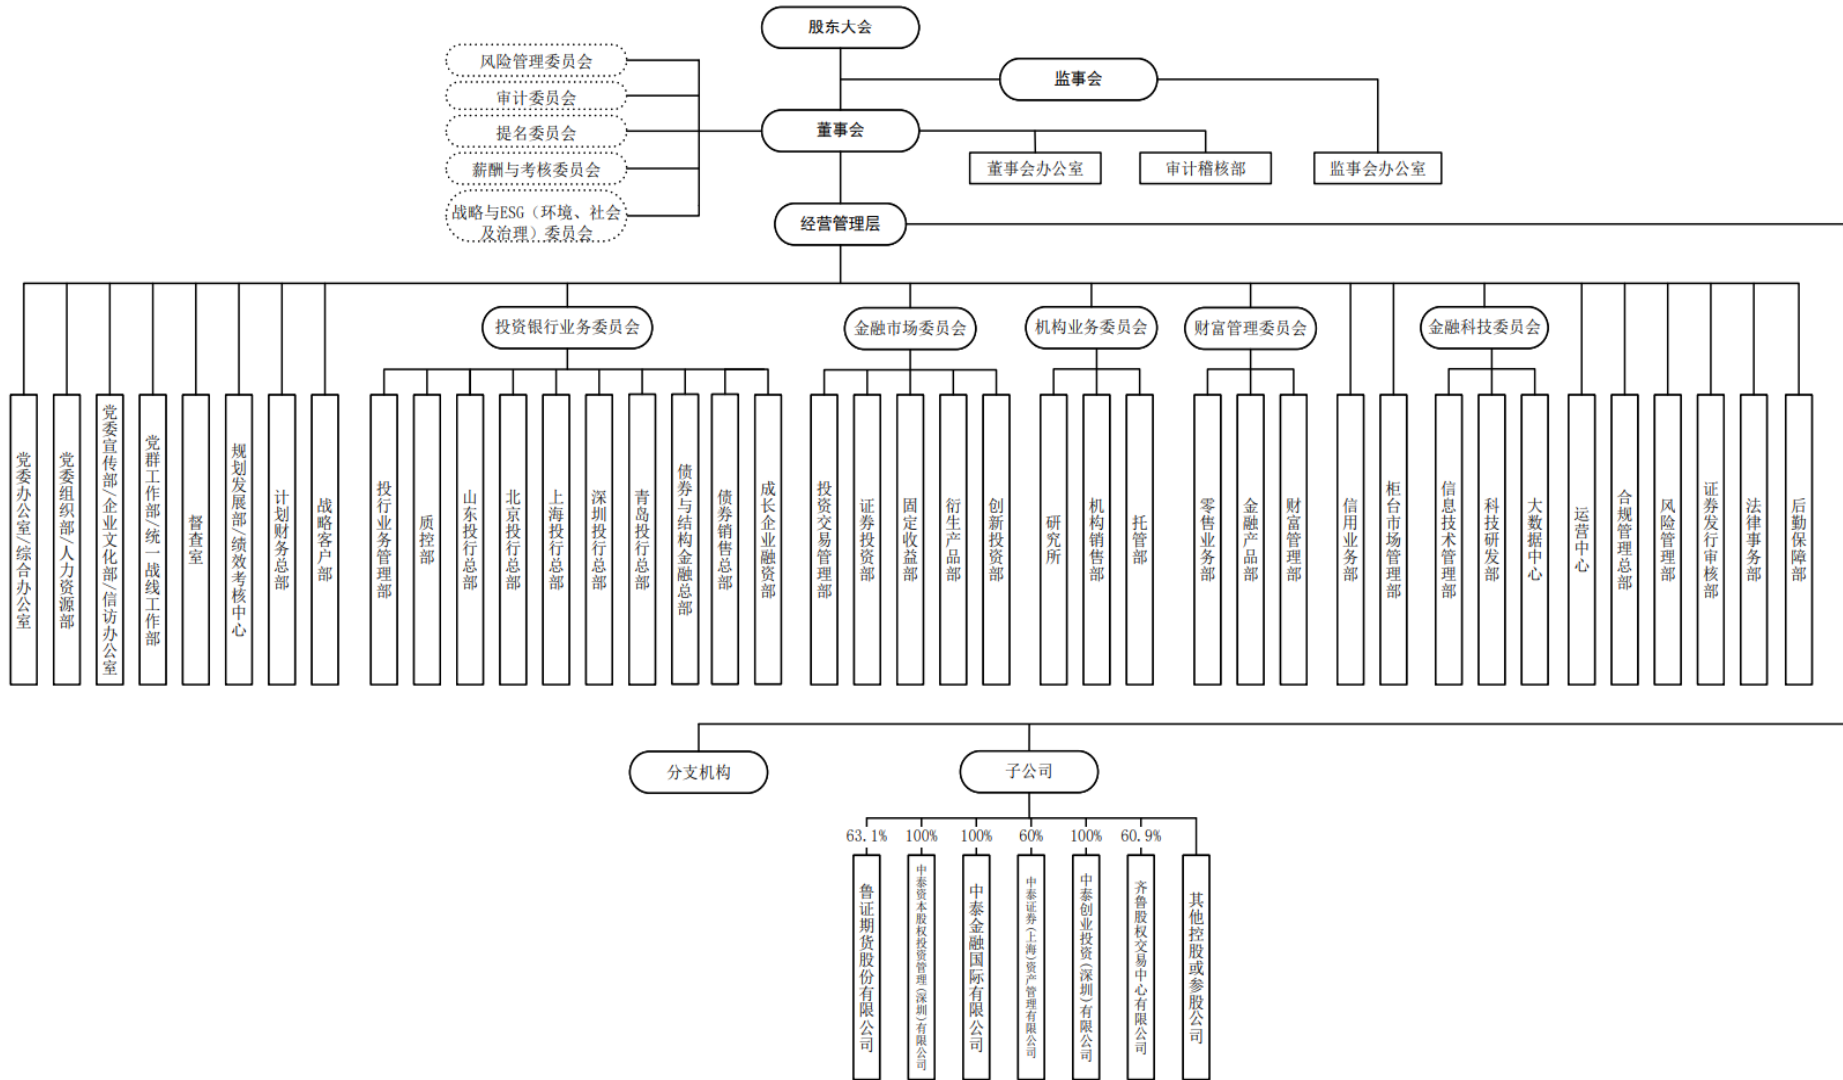 股东大会
风险管理委员会
监事会
审计委员会
提名委员会
董事会
薪酬与考核委员会
董事会办公室
审计稽核部
监事会办公室
战略与ESG（环境、社会
及治理）委员会
经营管理层
投资银行业务委员会
金融市场委员会
机构业务委员会
财富管理委员会
金融科技委员会
党委办公室/综合办公室
党委组织部/人力资源部
党委宣传部/企业文化部/信访办公室
党群工作部/统一战线工作部
督查室
规划发展部/绩效考核中心
计划财务总部
战略客户部
投行业务管理部
质控部
山东投行总部
北京投行总部
上海投行总部
深圳投行总部
青岛投行总部
债券与结构金融总部
债券销售总部
成长企业融资部
投资交易管理部
证券投资部
固定收益部
衍生产品部
创新投资部
研究所
机构销售部
托管部
零售业务部
金融产品部
财富管理部
信用业务部
柜台市场管理部
信息技术管理部
科技研发部
大数据中心
运营中心
合规管理总部
风险管理部
证券发行审核部
法律事务部
后勤保障部
分支机构
子公司
63.1%
100%
100%
60%
100%
60.9%
鲁证期货股份有限公司
中泰资本股权投资管理(深圳)有限公司
中泰金融国际有限公司
中泰证券(上海)资产管理有限公司
中泰创业投资(深圳)有限公司
齐鲁股权交易中心有限公司
其他控股或参股公司